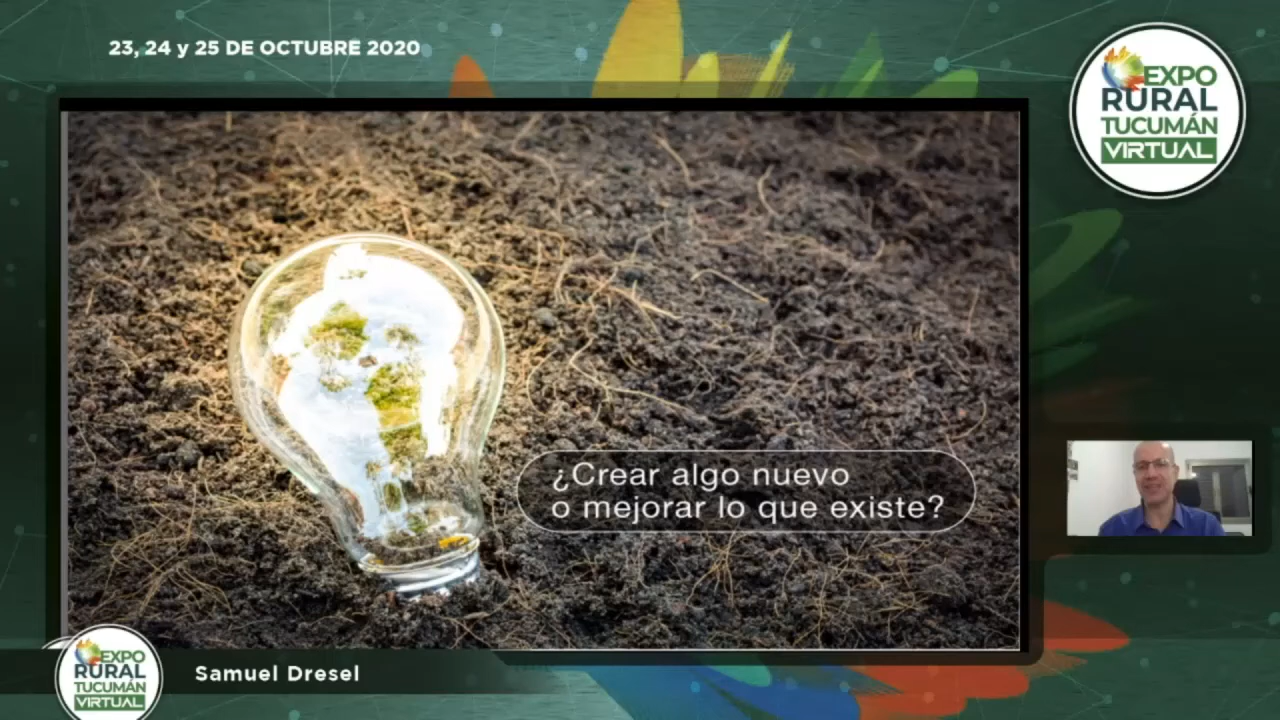 23, 24 y 25 DE OCTUBRE 2020
EXPO
RURAL
TUCUMÁN
VIRTUAL
¿Crear algo nuevo
o mejorar lo que existe?
EXPO
RURAL
TUCUMÁN
VIRTUAL
Samuel Dresel